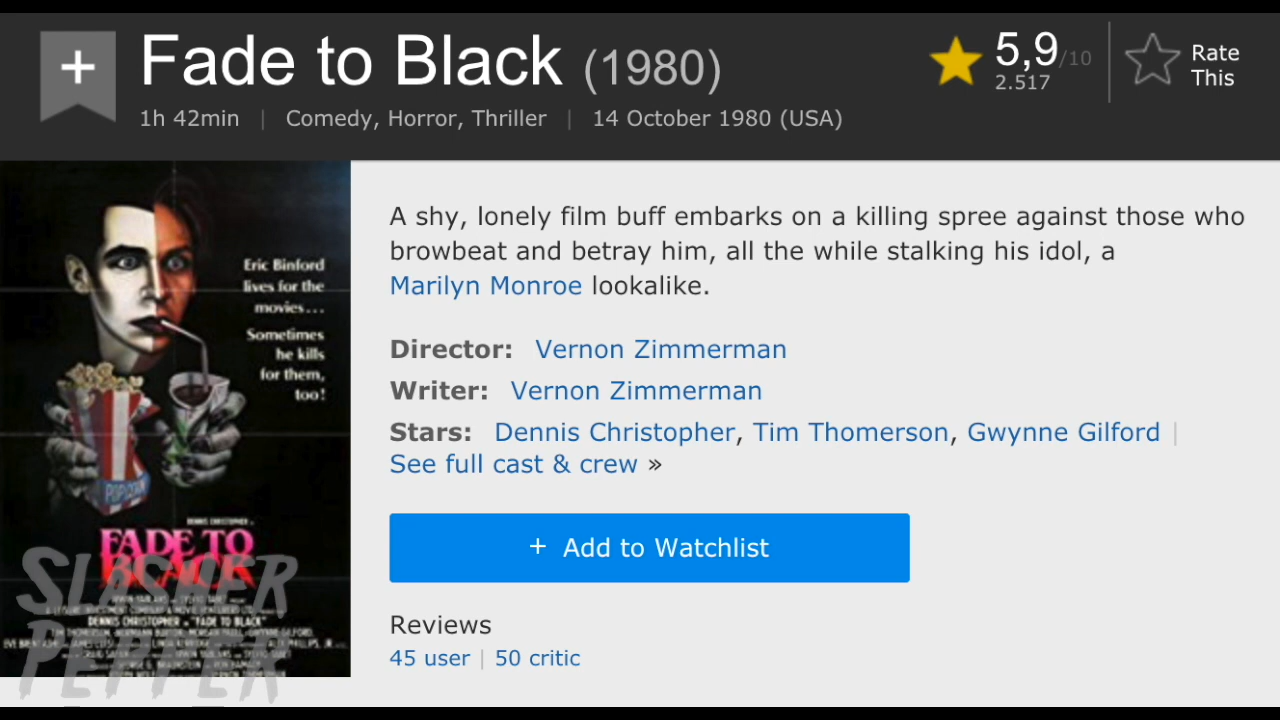 + Fade to Black (1980)
5,9/10
2.517
Rate
This
1h 42min | Comedy, Horror, Thriller | 14 October 1980 (USA)
Eric Binford
lives for the
movies...
Sometimes
he kills
for them,
too!
POPCORN
DENNIS CHRISTOPHER
FADE TO
BLACK
DENNIS CHRISTOPHER in "FADE TO BLACK"
SLASHER
PEPPER
A shy, lonely film buff embarks on a killing spree against those who
browbeat and betray him, all the while stalking his idol, a
Marilyn Monroe lookalike.
Director: Vernon Zimmerman
Writer: Vernon Zimmerman
Stars: Dennis Christopher, Tim Thomerson, Gwynne Gilford |
See full cast & crew »
+ Add to Watchlist
Reviews
45 user | 50 critic